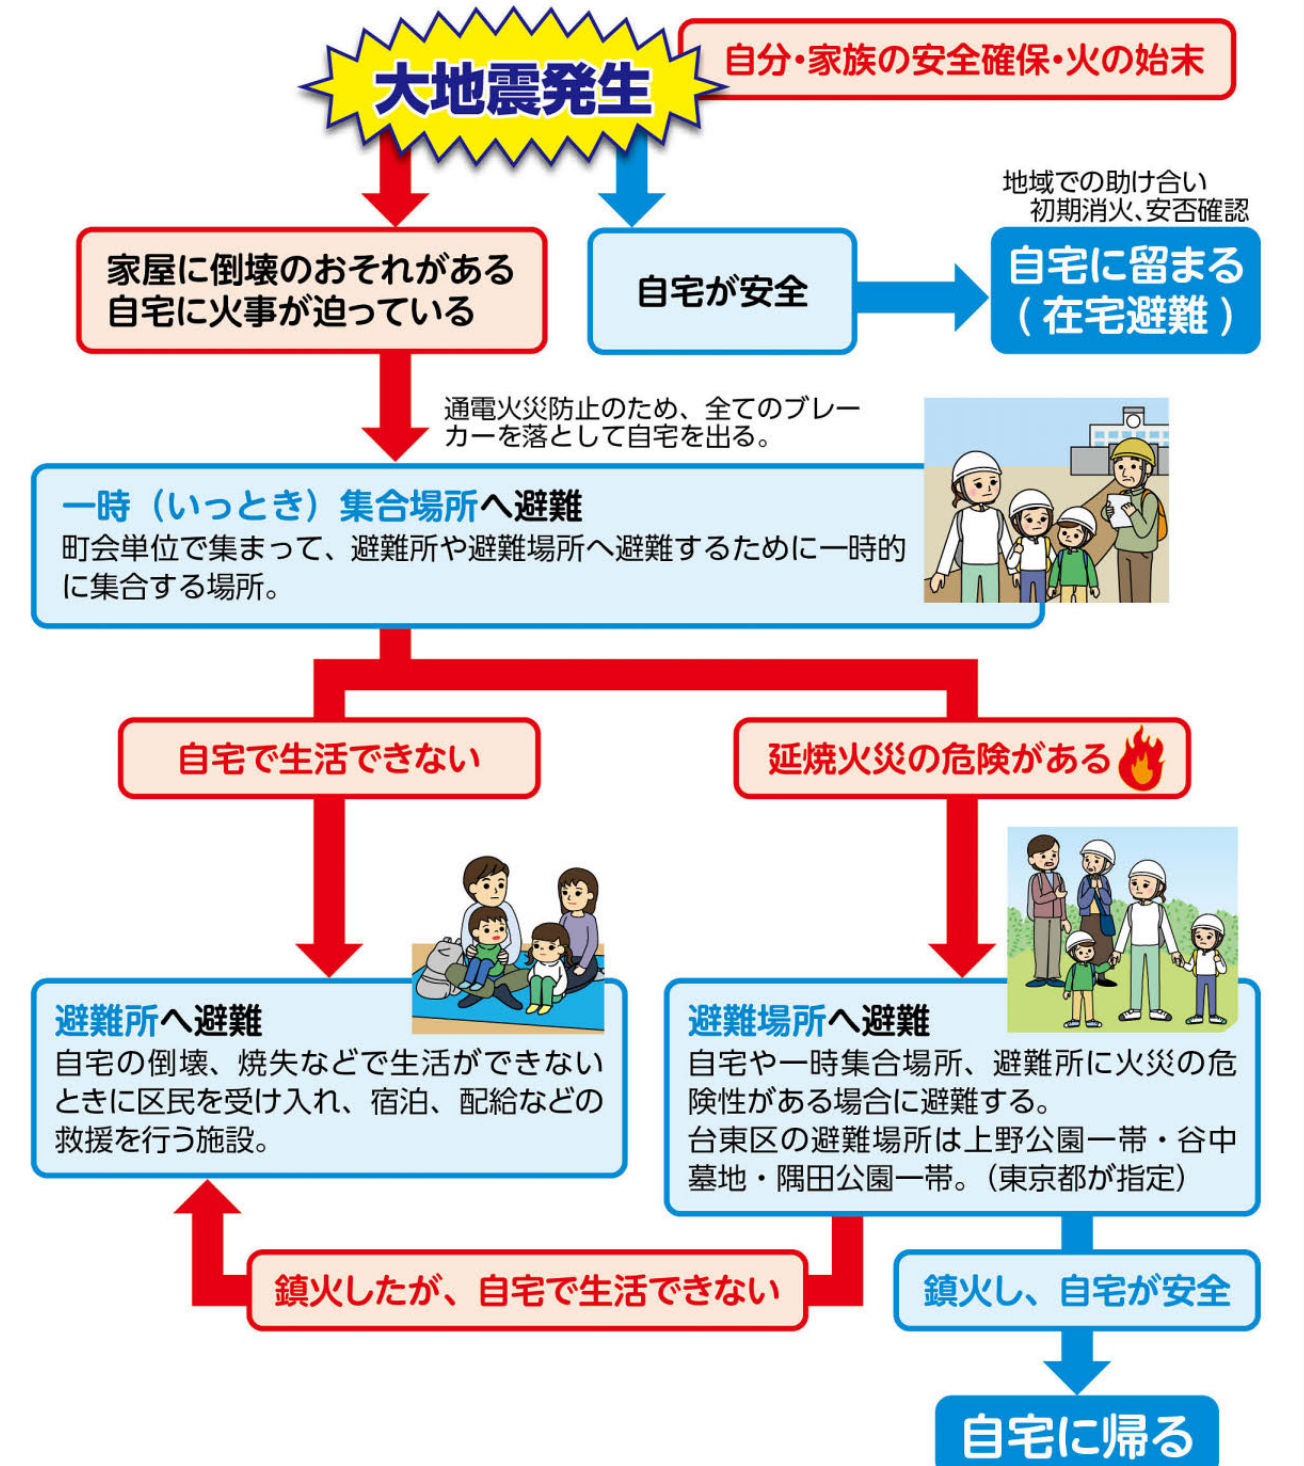 大地震発生
自分・家族の安全確保・火の始末
地域での助け合い
初期消火、安否確認
家屋に倒壊のおそれがある
自宅に火事が迫っている
自宅が安全
自宅に留まる
(在宅避難)
通電火災防止のため、全てのブレー
カーを落として自宅を出る。
一時(いっとき)集合場所へ避難
町会単位で集まって、避難所や避難場所へ避難するために一時的
に集合する場所。
自宅で生活できない
延焼火災の危険がある
避難所へ避難
自宅の倒壊、焼失などで生活ができない
ときに区民を受け入れ、宿泊、配給などの
救援を行う施設。
避難場所へ避難
自宅や一時集合場所、避難所に火災の危
険性がある場合に避難する。
台東区の避難場所は上野公園一帯・谷中
墓地・隅田公園一帯。(東京都が指定)
鎮火したが、自宅で生活できない
鎮火し、自宅が安全
自宅に帰る